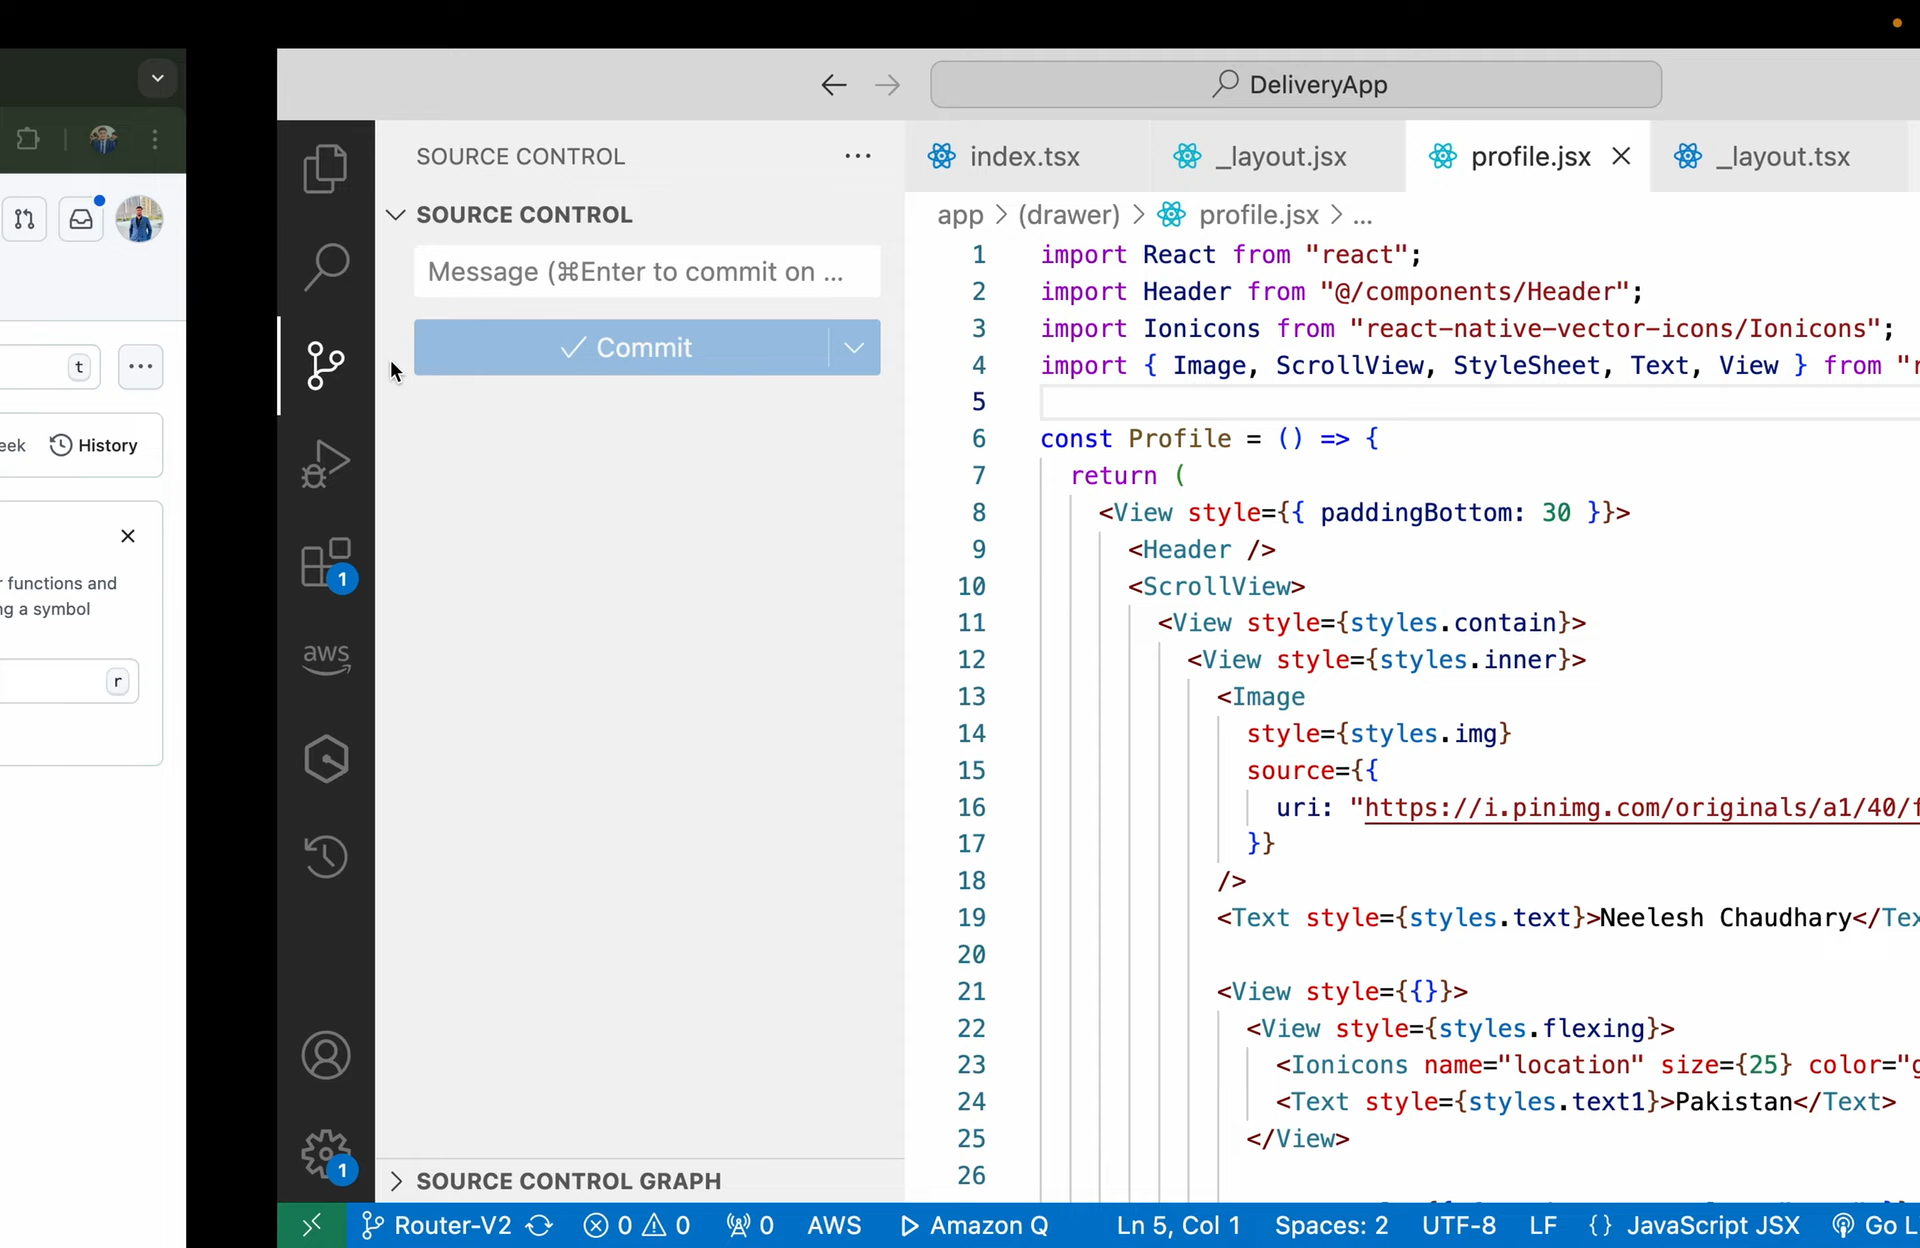 DeliveryApp
t
eek History
r functions and
ng a symbol
r
1
aws
1
SOURCE CONTROL
SOURCE CONTROL
Message (⌘Enter to commit on ...
Commit
SOURCE CONTROL GRAPH
index.tsx
_layout.jsx
profile.jsx
_layout.tsx
app > (drawer) > profile.jsx > ...
1 import React from "react";
2 import Header from "@/components/Header";
3 import Ionicons from "react-native-vector-icons/Ionicons";
4 import { Image, ScrollView, StyleSheet, Text, View } from "r
5
6 const Profile = () => {
7 return (
8 <View style={{ paddingBottom: 30 }}>
9 <Header />
10 <ScrollView>
11 <View style={styles.contain}>
12 <View style={styles.inner}>
13 <Image
14 style={styles.img}
15 source={{
16 uri: "https://i.pinimg.com/originals/a1/40/f
17 }}
18 />
19 <Text style={styles.text}>Neelesh Chaudhary</Tex
20
21 <View style={{}}>
22 <View style={styles.flexing}>
23 <Ionicons name="location" size={25} color="g
24 <Text style={styles.text1}>Pakistan</Text>
25 </View>
26
Router-V2 0 0 0 AWS Amazon Q Ln 5, Col 1 Spaces: 2 UTF-8 LF {} JavaScript JSX Go L